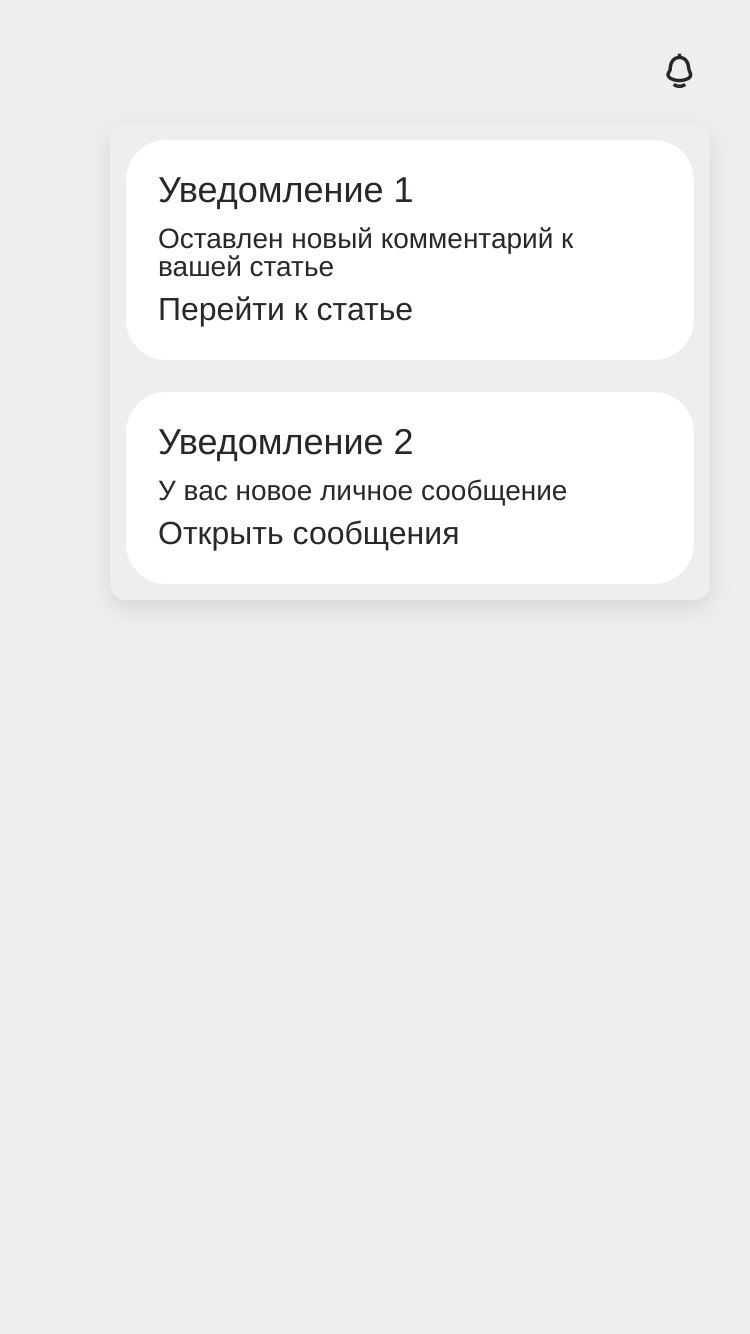 Уведомление 1
Оставлен новый комментарий к
вашей статье
Перейти к статье
Уведомление 2
У вас новое личное сообщение
Открыть сообщения